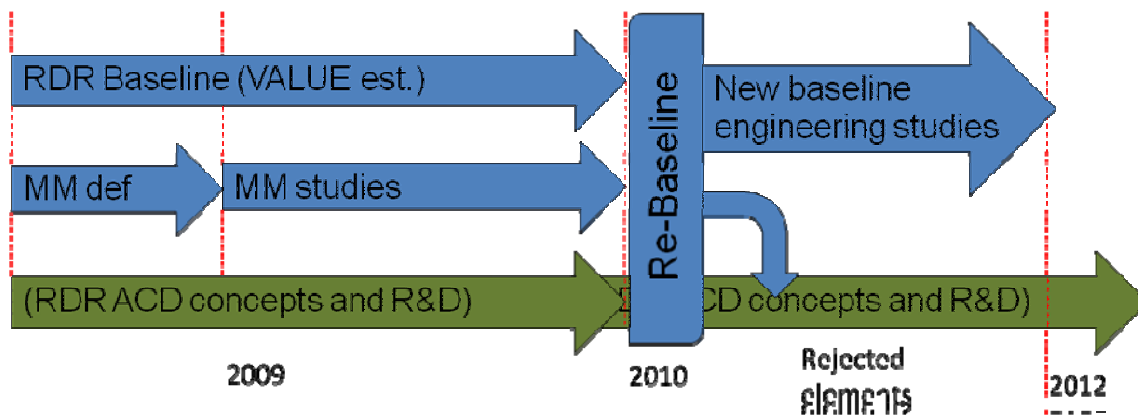 RDR Baseline (VALUE est.)
MM def
MM studies
(RDR ACD concepts and R&D)
Re-Baseline
New baseline
engineering studies
CD concepts and R&D)
2009
2010
Rejected
2012